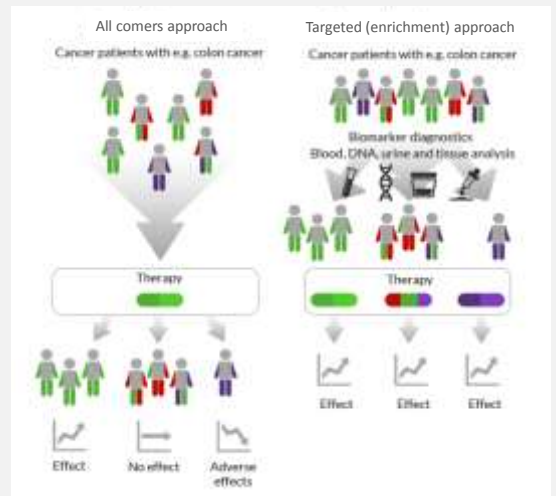 All comers approach
Cancer patients with e.g. colon cancer
Therapy
Effect
No effect
Adverse
effects
Targeted (enrichment) approach
Cancer patients with e.g. colon cancer
Biomarker diagnostics
Blood, DNA, urine and tissue analysis
Therapy
Effect
Effect
Effect